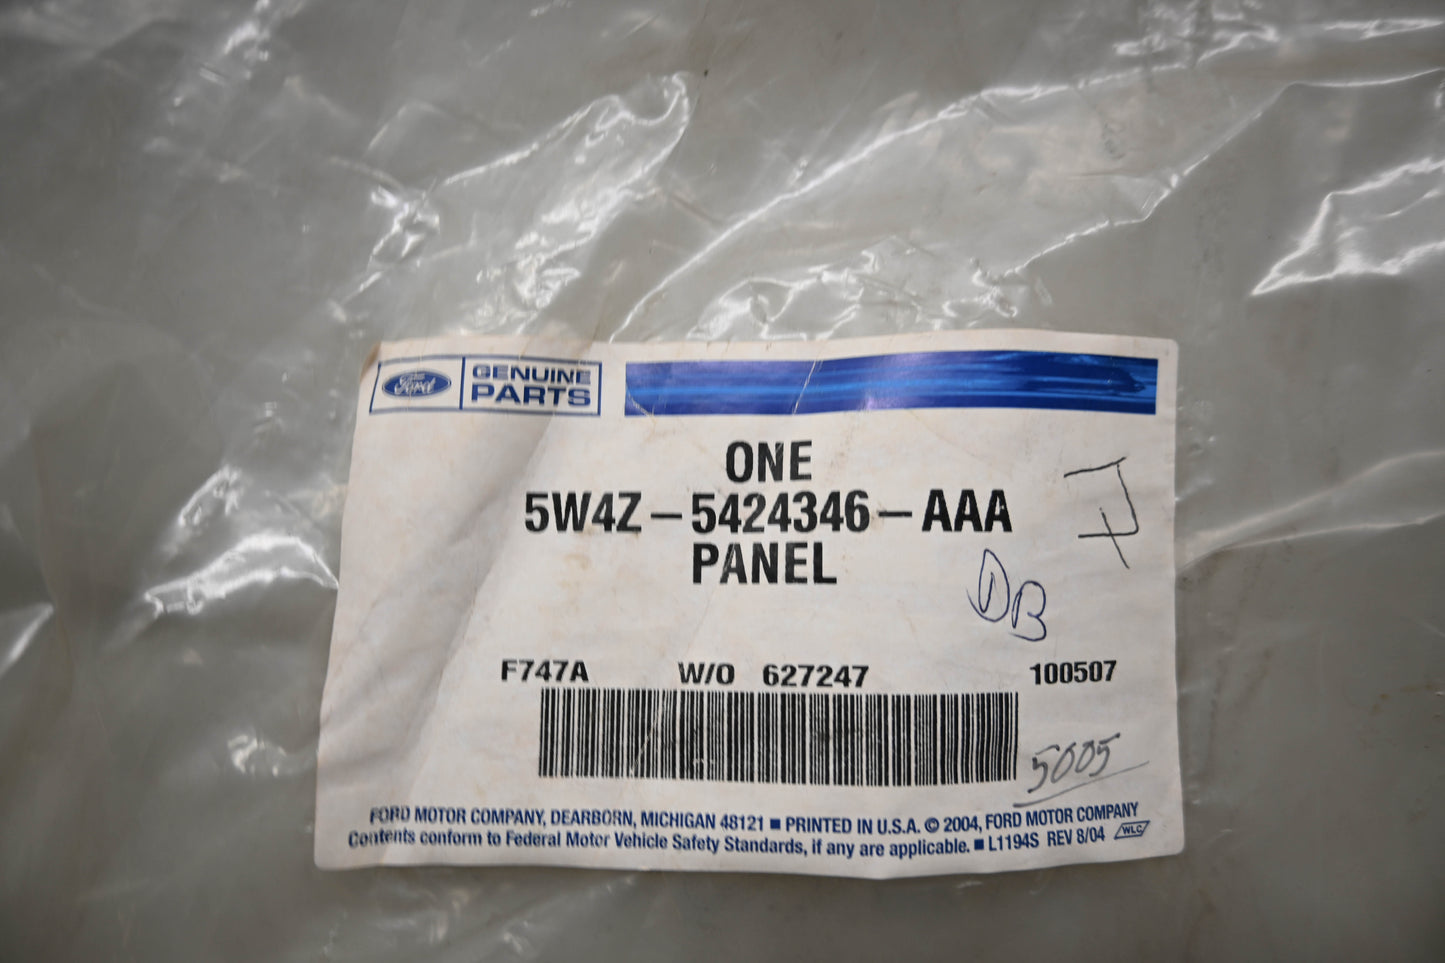 Ford
GENUINE
PARTS
ONE
5W4Z-5424346-AAA
PANEL
DB
F747A W/O 627247 100507
5005
FORD MOTOR COMPANY, DEARBORN, MICHIGAN 48121 ■ PRINTED IN U.S.A. © 2004, FORD MOTOR COMPANY
Contents conform to Federal Motor Vehicle Safety Standards, if any are applicable. ■ L1194S REV 8/04 WLC